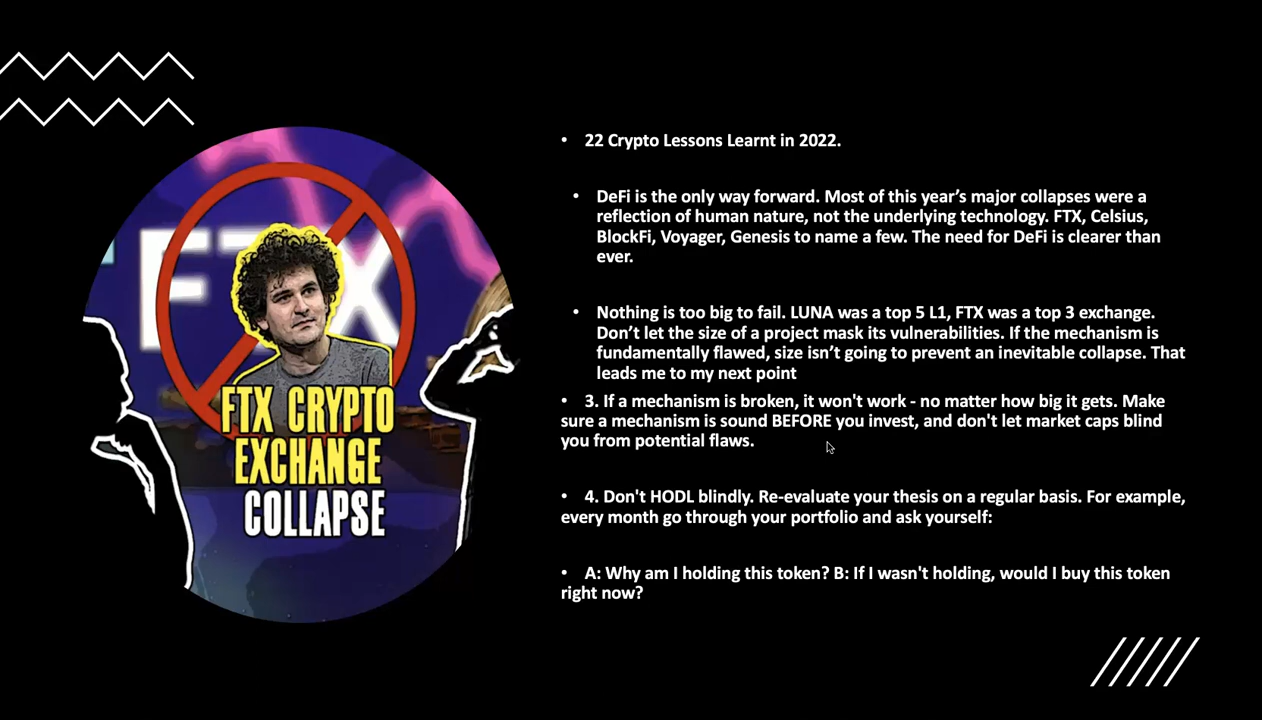 FTX
FTX CRYPTO
EXCHANGE
COLLAPSE
• 22 Crypto Lessons Learnt in 2022.
• DeFi is the only way forward. Most of this year’s major collapses were a
reflection of human nature, not the underlying technology. FTX, Celsius,
BlockFi, Voyager, Genesis to name a few. The need for DeFi is clearer than
ever.
• Nothing is too big to fail. LUNA was a top 5 L1, FTX was a top 3 exchange.
Don’t let the size of a project mask its vulnerabilities. If the mechanism is
fundamentally flawed, size isn’t going to prevent an inevitable collapse. That
leads me to my next point
• 3. If a mechanism is broken, it won't work - no matter how big it gets. Make
sure a mechanism is sound BEFORE you invest, and don't let market caps blind
you from potential flaws.
• 4. Don't HODL blindly. Re-evaluate your thesis on a regular basis. For example,
every month go through your portfolio and ask yourself:
• A: Why am I holding this token? B: If I wasn't holding, would I buy this token
right now?